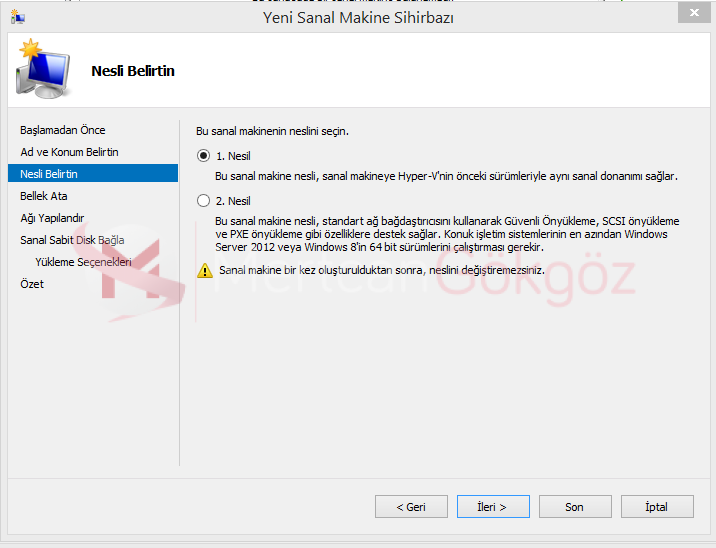 Yeni Sanal Makine Sihirbazı
Nesli Belirtin
Başlamadan Önce
Ad ve Konum Belirtin
Nesli Belirtin
Bellek Ata
Ağı Yapılandır
Sanal Sabit Disk Bağla
Yükleme Seçenekleri
Özet
Bu sanal makinenin neslini seçin.
1. Nesil
Bu sanal makine nesli, sanal makineye Hyper-V'nin önceki sürümleriyle aynı sanal donanımı sağlar.
2. Nesil
Bu sanal makine nesli, standart ağ bağdaştırıcısını kullanarak Güvenli Önyükleme, SCSI önyükleme
ve PXE önyükleme gibi özelliklere destek sağlar. Konuk işletim sistemlerinin en azından Windows
Server 2012 veya Windows 8'in 64 bit sürümlerini çalıştırması gerekir.
Sanal makine bir kez oluşturulduktan sonra, neslini değiştiremezsiniz.
MertcanGökgöz
< Geri
İleri >
Son
İptal